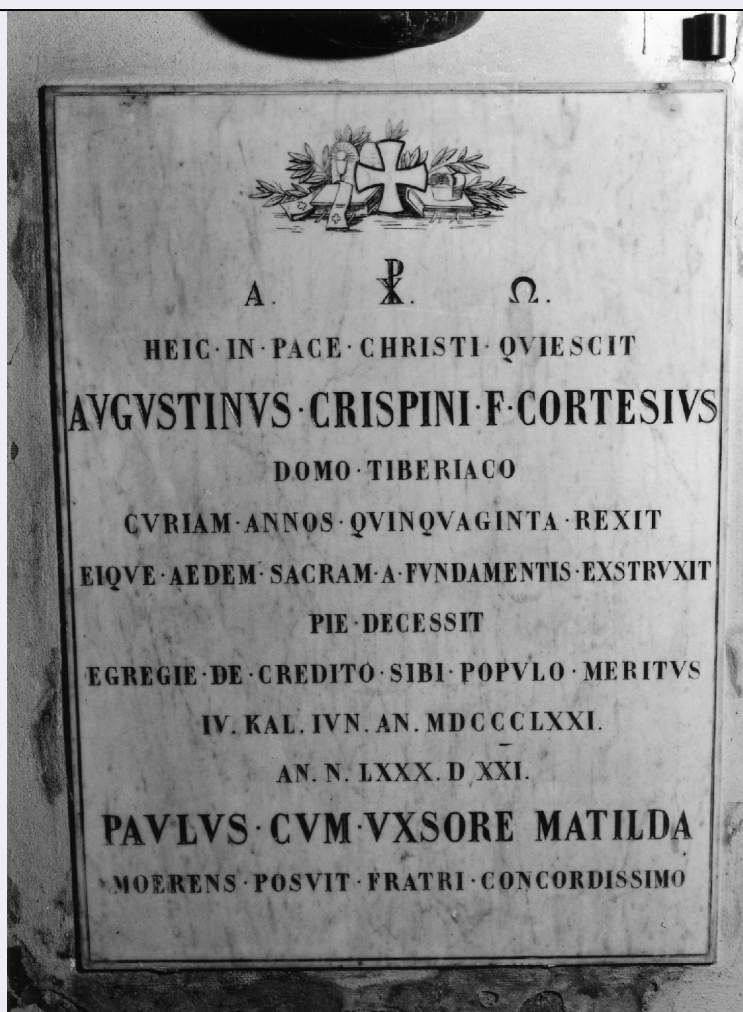 Α. ☧. Ω.
HEIC · IN · PACE · CHRISTI · QVIESCIT
AVGVSTINVS · CRISPINI · F · CORTESIVS
DOMO · TIBERIACO
CVRIAM · ANNOS · QVINQVAGINTA · REXIT
EIQVE · AEDEM · SACRAM · A · FVNDAMENTIS · EXSTRVXIT
PIE · DECESSIT
EGREGIE · DE · CREDITO · SIBI · POPVLO · MERITVS
IV. KAL. IVN. AN. MDCCCLXXI.
AN. N. LXXX. D̅ XXI.
PAVLVS · CVM · VXSORE MATILDA
MOERENS · POSVIT · FRATRI · CONCORDISSIMO